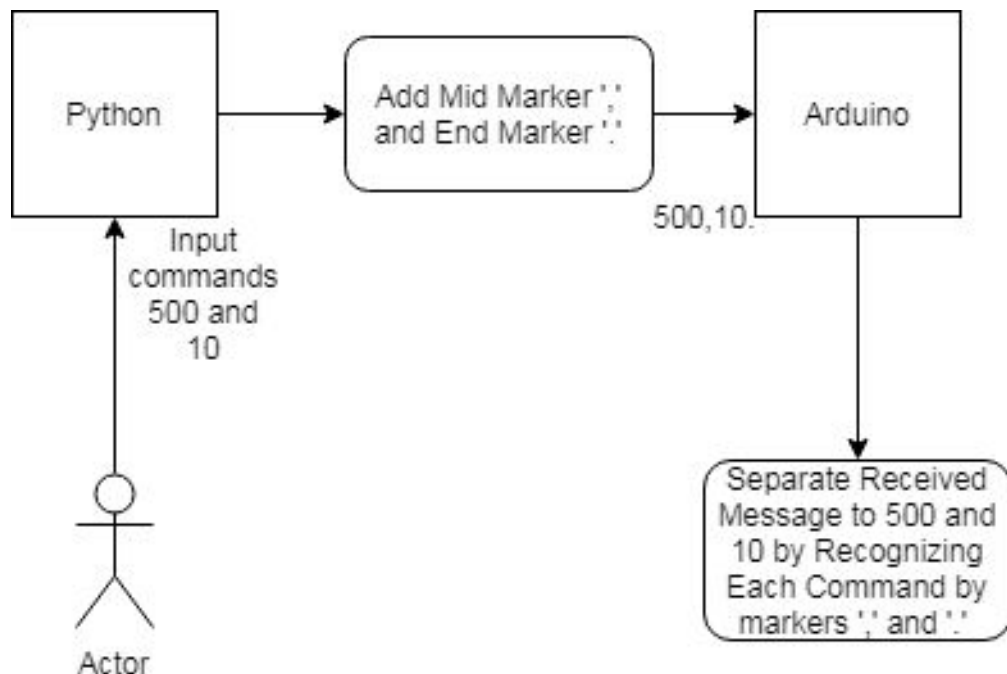 Python
Add Mid Marker ','
and End Marker '.'
Arduino
500,10.
Input
commands
500 and
10
Separate Received
Message to 500 and
10 by Recognizing
Each Command by
markers ',' and '.'
Actor